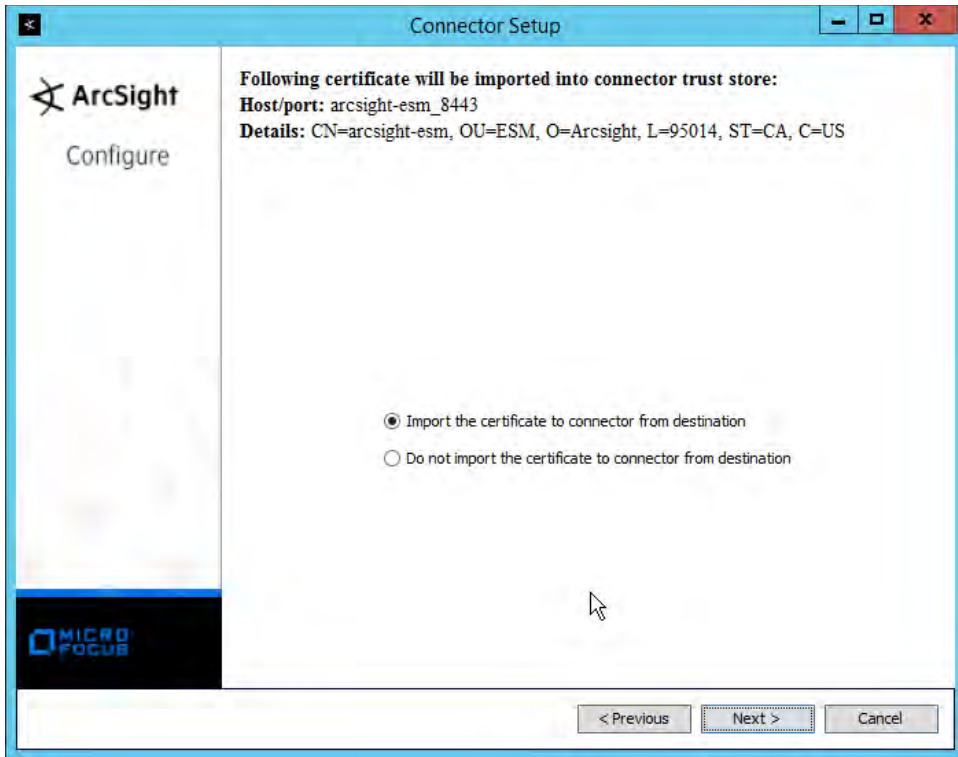 Connector Setup
ArcSight
Configure
Following certificate will be imported into connector trust store:
Host/port: arcsight-esm_8443
Details: CN=arcsight-esm, OU=ESM, O=Arcsight, L=95014, ST=CA, C=US
Import the certificate to connector from destination
Do not import the certificate to connector from destination
MICRO
FOCUS
< Previous
Next >
Cancel